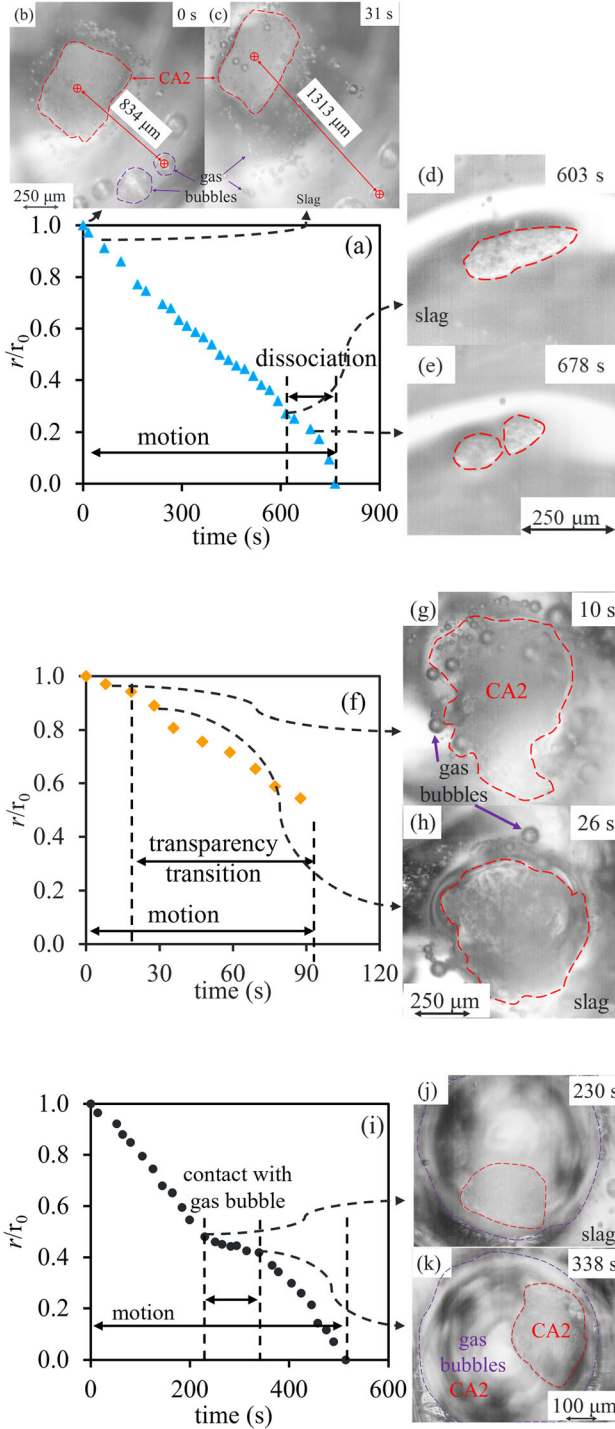 (b)
0 s
(c)
31 s
CA2
834 μm
1313 μm
gas
bubbles
250 μm
Slag
(a)
1.0
0.8
0.6
0.4
0.2
0.0
r/r0
dissociation
motion
0
300
600
900
time (s)
(d)
603 s
slag
(e)
678 s
250 μm
(f)
1.0
0.8
0.6
0.4
0.2
0.0
r/r0
transparency
transition
motion
0
30
60
90
120
time (s)
(g)
10 s
CA2
gas
bubbles
(h)
26 s
250 μm
slag
(i)
1.0
0.8
0.6
0.4
0.2
0.0
r/r0
contact with
gas bubble
motion
0
200
400
600
time (s)
(j)
230 s
slag
(k)
338 s
CA2
gas
bubbles
CA2
100 μm